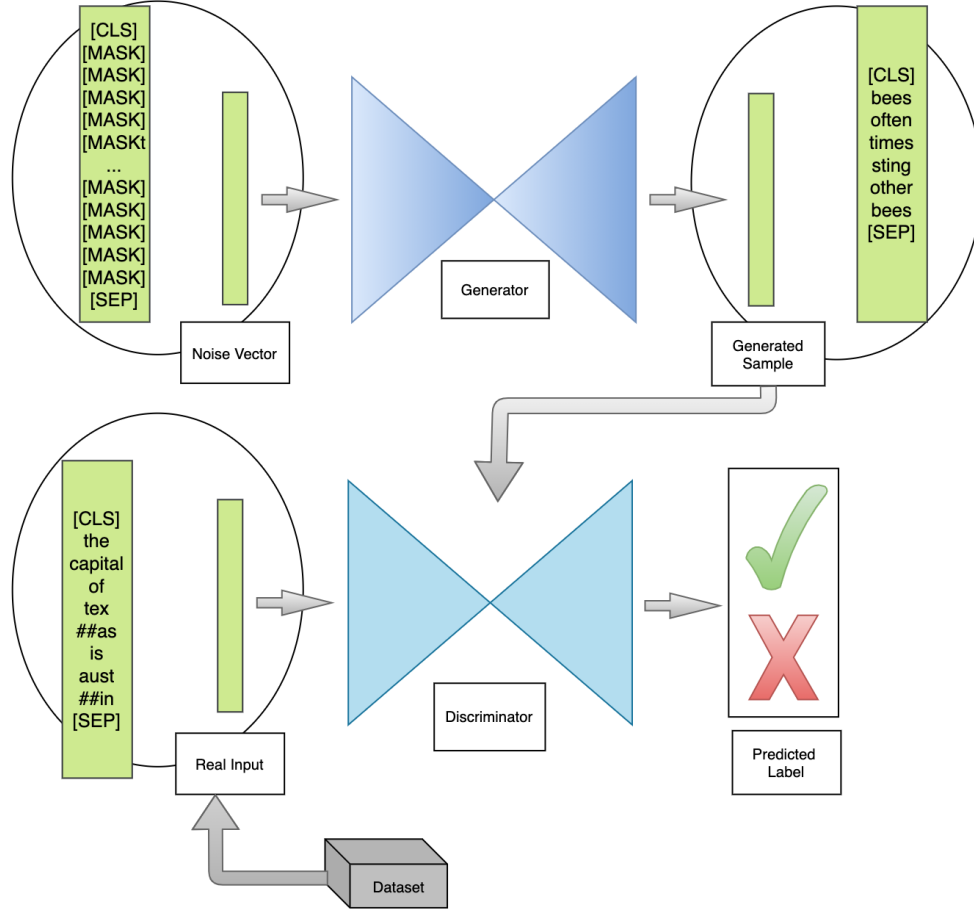 [CLS]
[MASK]
[MASK]
[MASK]
[MASK]
[MASKt
...
[MASK]
[MASK]
[MASK]
[MASK]
[MASK]
[SEP]
Noise Vector
Generator
[CLS]
bees
often
times
sting
other
bees
[SEP]
Generated
Sample
[CLS]
the
capital
of
tex
##as
is
aust
##in
[SEP]
Real Input
Discriminator
Predicted
Label
Dataset